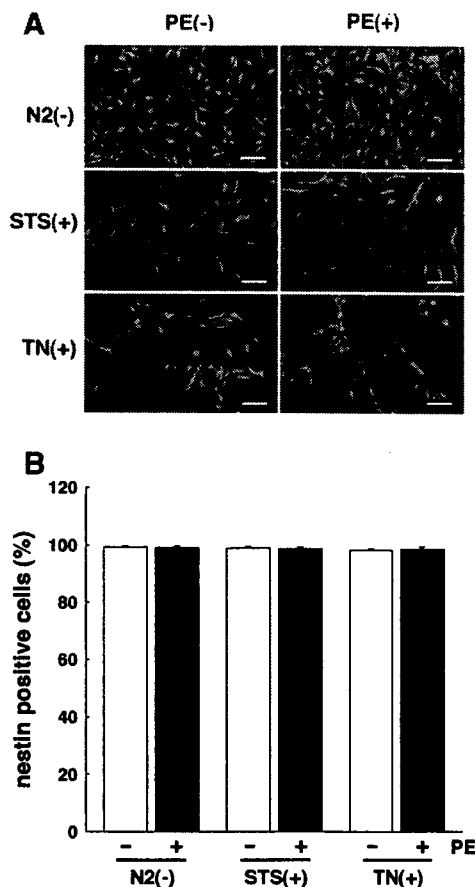 A
PE(-) PE(+)
N2(-)
STS(+)
TN(+)
B
nestin positive cells (%)
120
100
80
60
40
20
0
- + - + - + PE
N2(-) STS(+) TN(+)